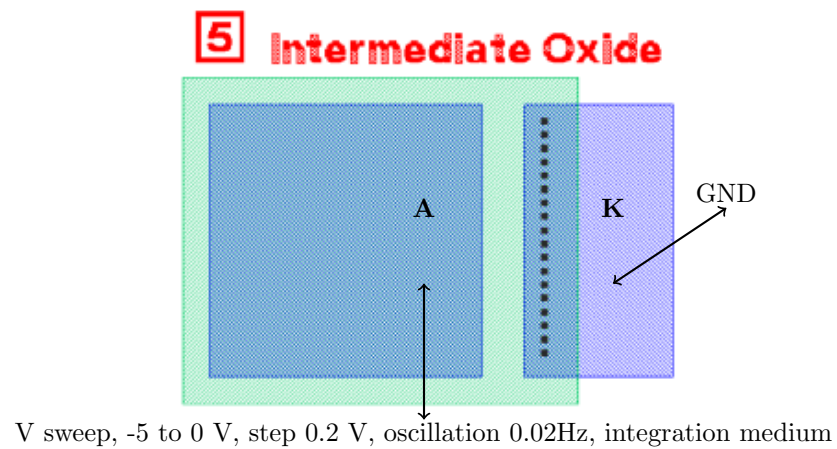 5 Intermediate Oxide
A
K
GND
V sweep, -5 to 0 V, step 0.2 V, oscillation 0.02Hz, integration medium